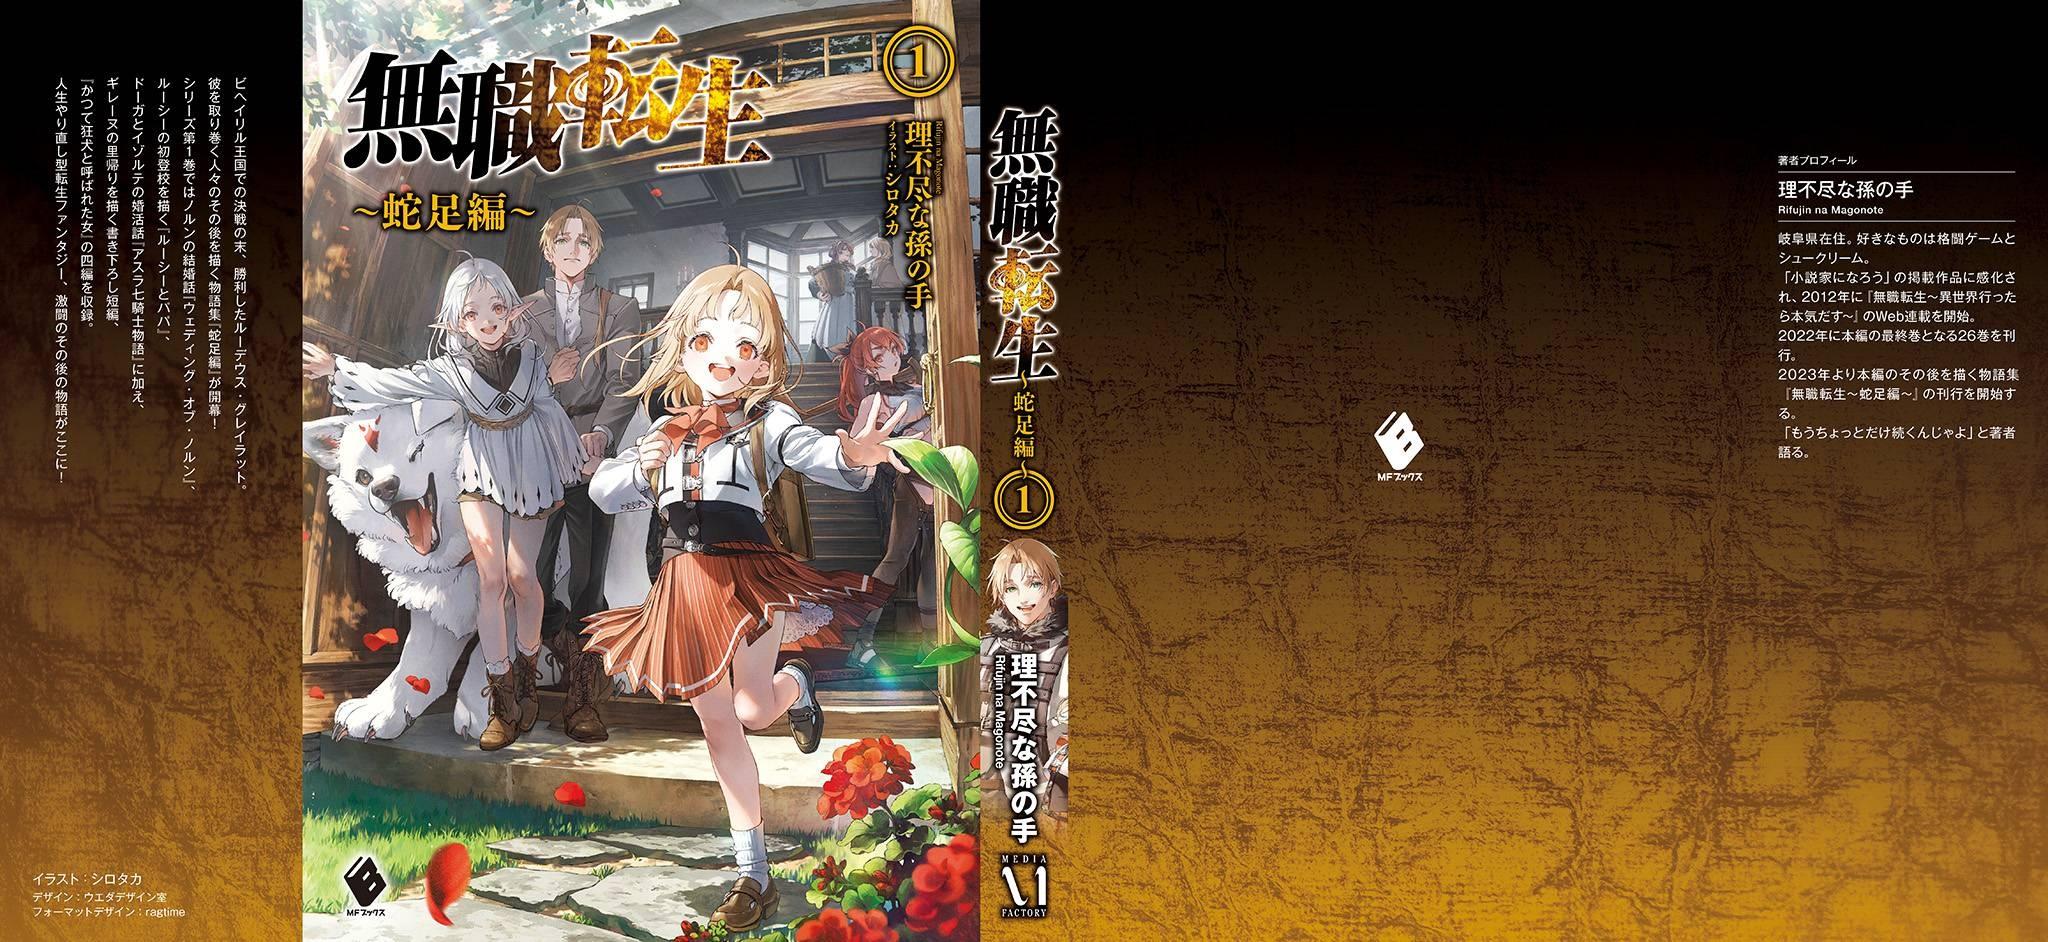 ビヘイリル王国での決戦の末、勝利したルーデウス・グレイラット。
彼を取り巻く人々のその後を描く物語集『蛇足編』が開幕！
シリーズ第1巻ではノルンの結婚話『ウェディング・オブ・ノルン』、
ルーシーの初登校を描く『ルーシーとパパ』、
ドーガとイゾルテの婚活話『アスラ七騎士物語』に加え、
ギレーヌの里帰りを描く書き下ろし短編、
『かつて狂犬と呼ばれた女』の四編を収録。
人生やり直し型転生ファンタジー、激闘のその後の物語がここに！
イラスト：シロタカ
デザイン：ウエダデザイン室
フォーマットデザイン：ragtime
無職転生
～蛇足編～
1
理不尽な孫の手
Rifujin na Magonote
イラスト：シロタカ
MFブックス
無職転生
～蛇足編～
1
理不尽な孫の手
Rifujin na Magonote
MEDIA
FACTORY
MFブックス
著者プロフィール
理不尽な孫の手
Rifujin na Magonote
岐阜県在住。好きなものは格闘ゲームと
シュークリーム。
「小説家になろう」の掲載作品に感化さ
れ、2012年に『無職転生～異世界行った
ら本気だす～』のWeb連載を開始。
2022年に本編の最終巻となる26巻を刊
行。
2023年より本編のその後を描く物語集
『無職転生～蛇足編～』の刊行を開始す
る。
「もうちょっとだけ続くんじゃよ」と著者
語る。